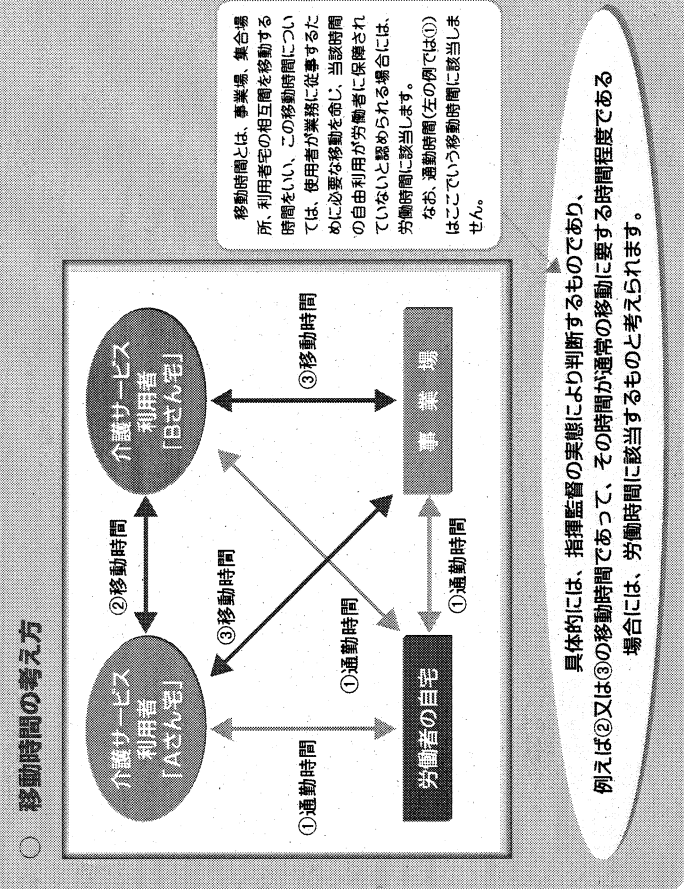 ○ 移動時間の考え方
介護サービス
利用者
「Aさん宅」
②移動時間
介護サービス
利用者
「Bさん宅」
①通勤時間
③移動時間
①通勤時間
③移動時間
労働者の自宅
①通勤時間
事業場
移動時間とは、事業場、集合場
所、利用者宅の相互間を移動する
時間をいい、この移動時間につい
ては、使用者が業務に従事するた
めに必要な移動を命じ、当該時間
の自由利用が労働者に保障され
ていないと認められる場合には、
労働時間に該当します。
なお、通勤時間(左の例では①)
はここでいう移動時間に該当しま
せん。
具体的には、指揮監督の実態により判断するものであり、
例えば②又は③の移動時間であって、その時間が通常の移動に要する時間程度である
場合には、労働時間に該当するものと考えられます。